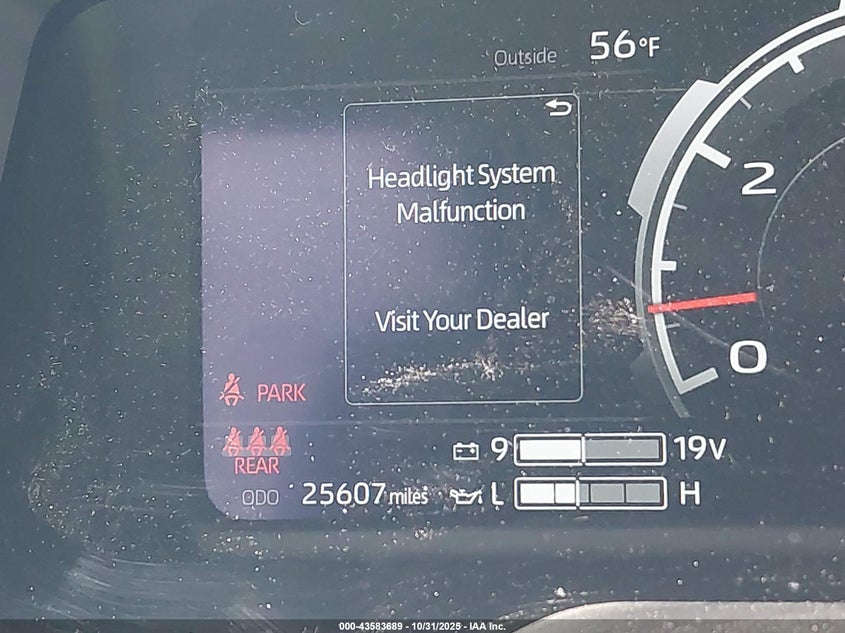 Outside 56°F
Headlight System
Malfunction
2
Visit Your Dealer
0
PARK
REAR
9 19V
ODO 25607 miles L H
000-43583689 - 10/31/2025 - IAA Inc.